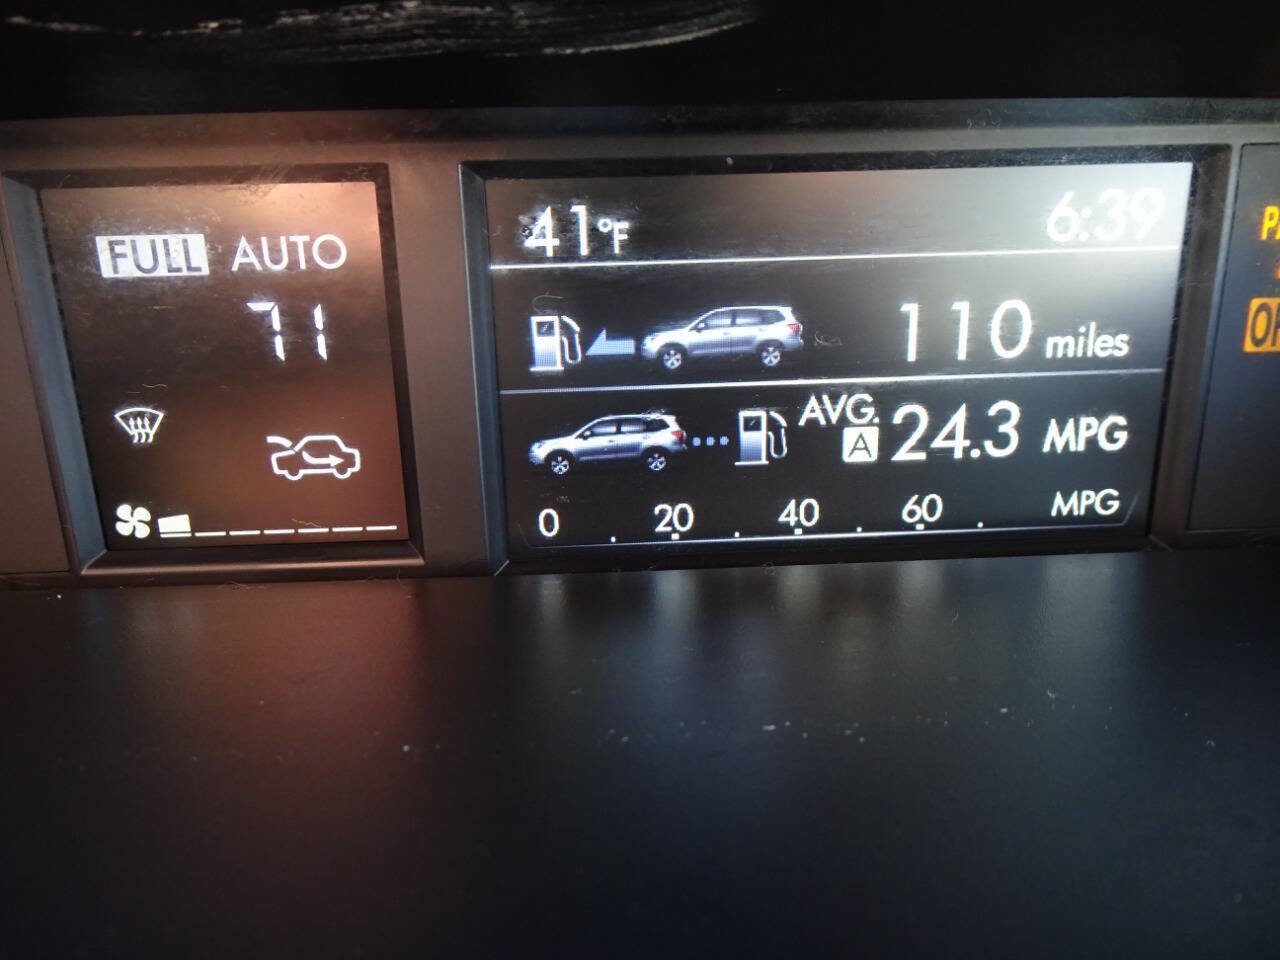 FULL AUTO
71
41°F 6:39
110 miles
AVG. A 24.3 MPG
0 20 40 60 MPG